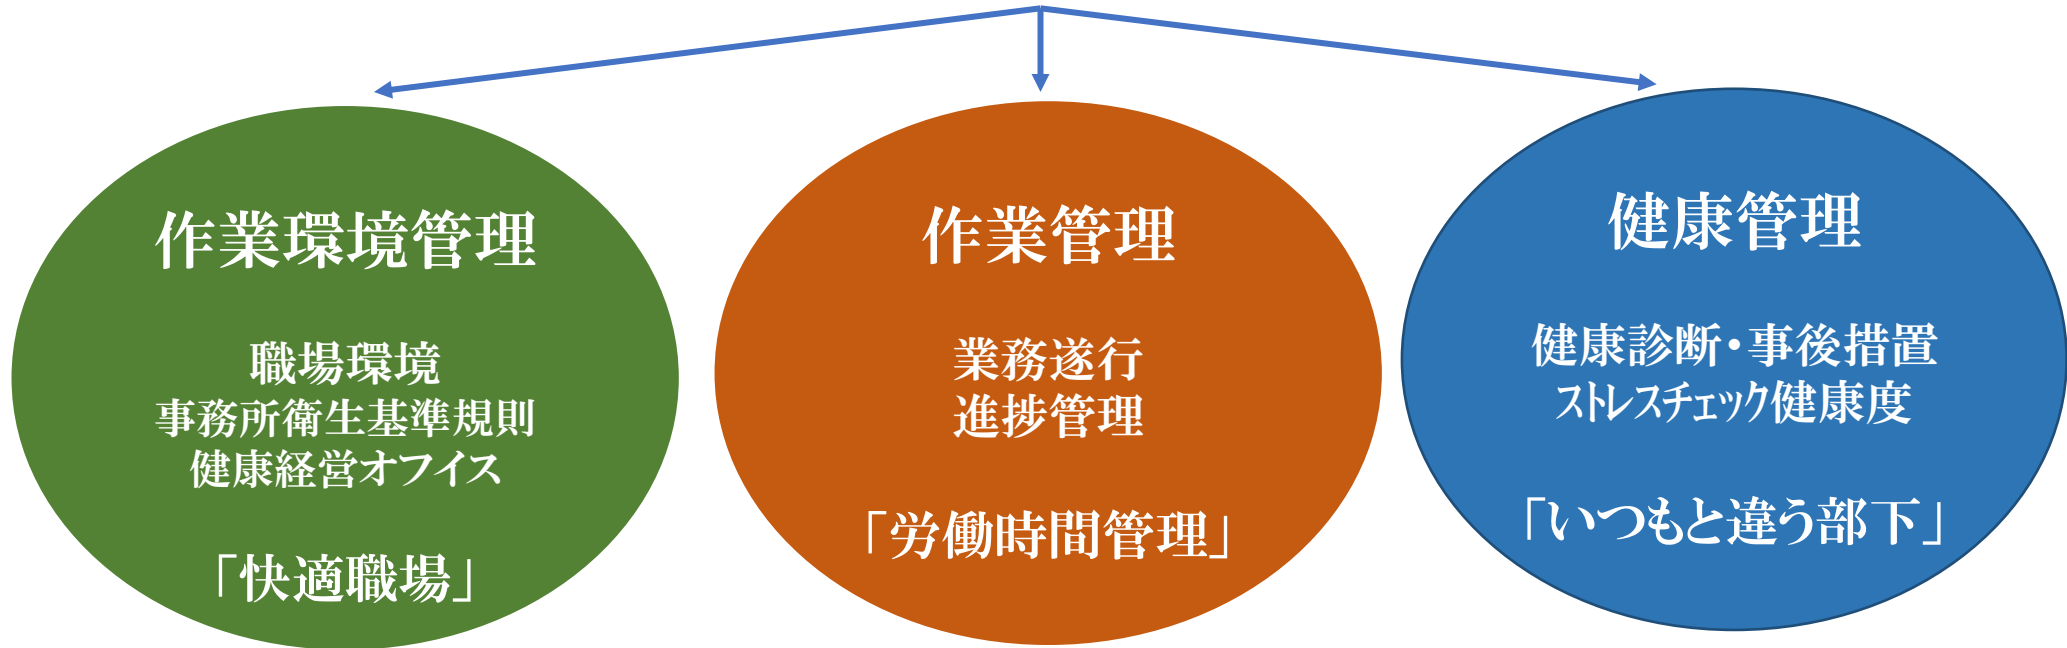 作業環境管理
職場環境
事務所衛生基準規則
健康経営オフィス
「快適職場」
作業管理
業務遂行
進捗管理
「労働時間管理」
健康管理
健康診断・事後措置
ストレスチェック健康度
「いつもと違う部下」